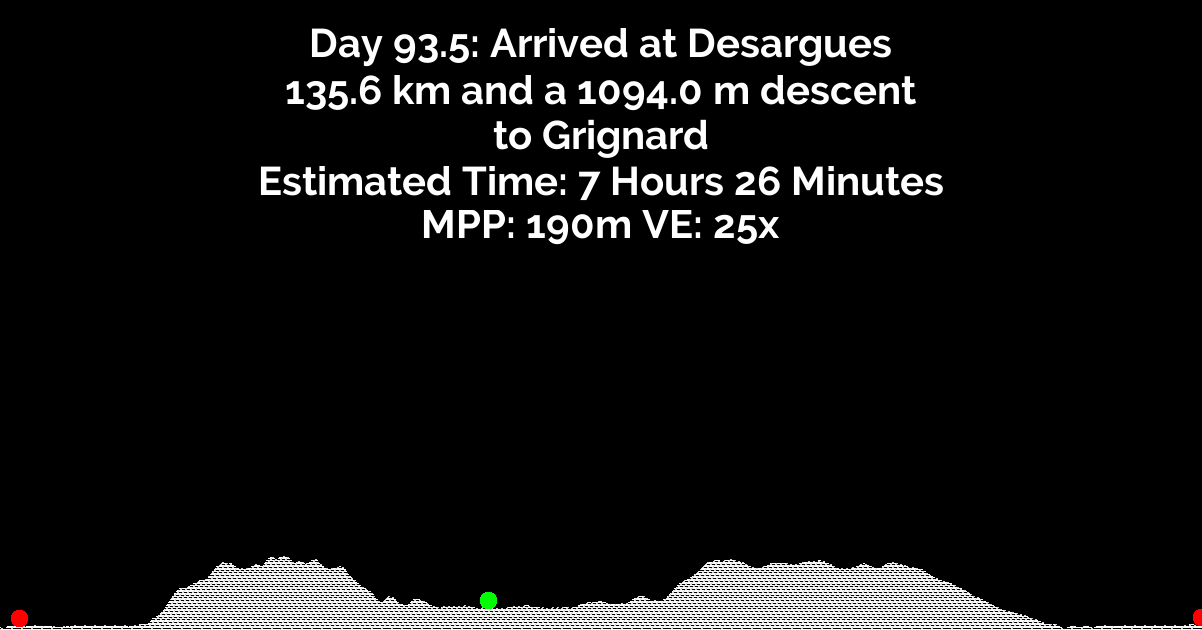 Day 93.5: Arrived at Desargues
135.6 km and a 1094.0 m descent
to Grignard
Estimated Time: 7 Hours 26 Minutes
MPP: 190m VE: 25x